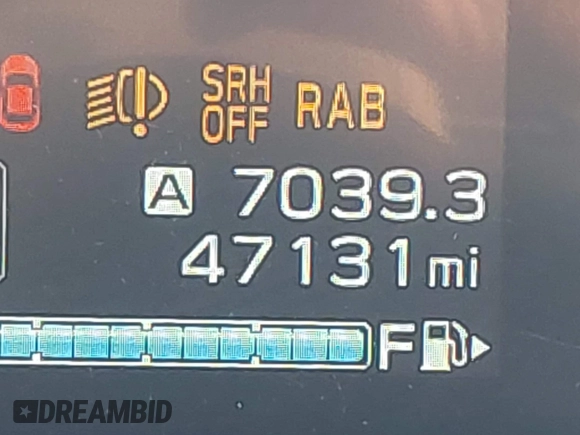 SRH
OFF
RAB
A 7039.3
47131 mi
F
DREAMBID